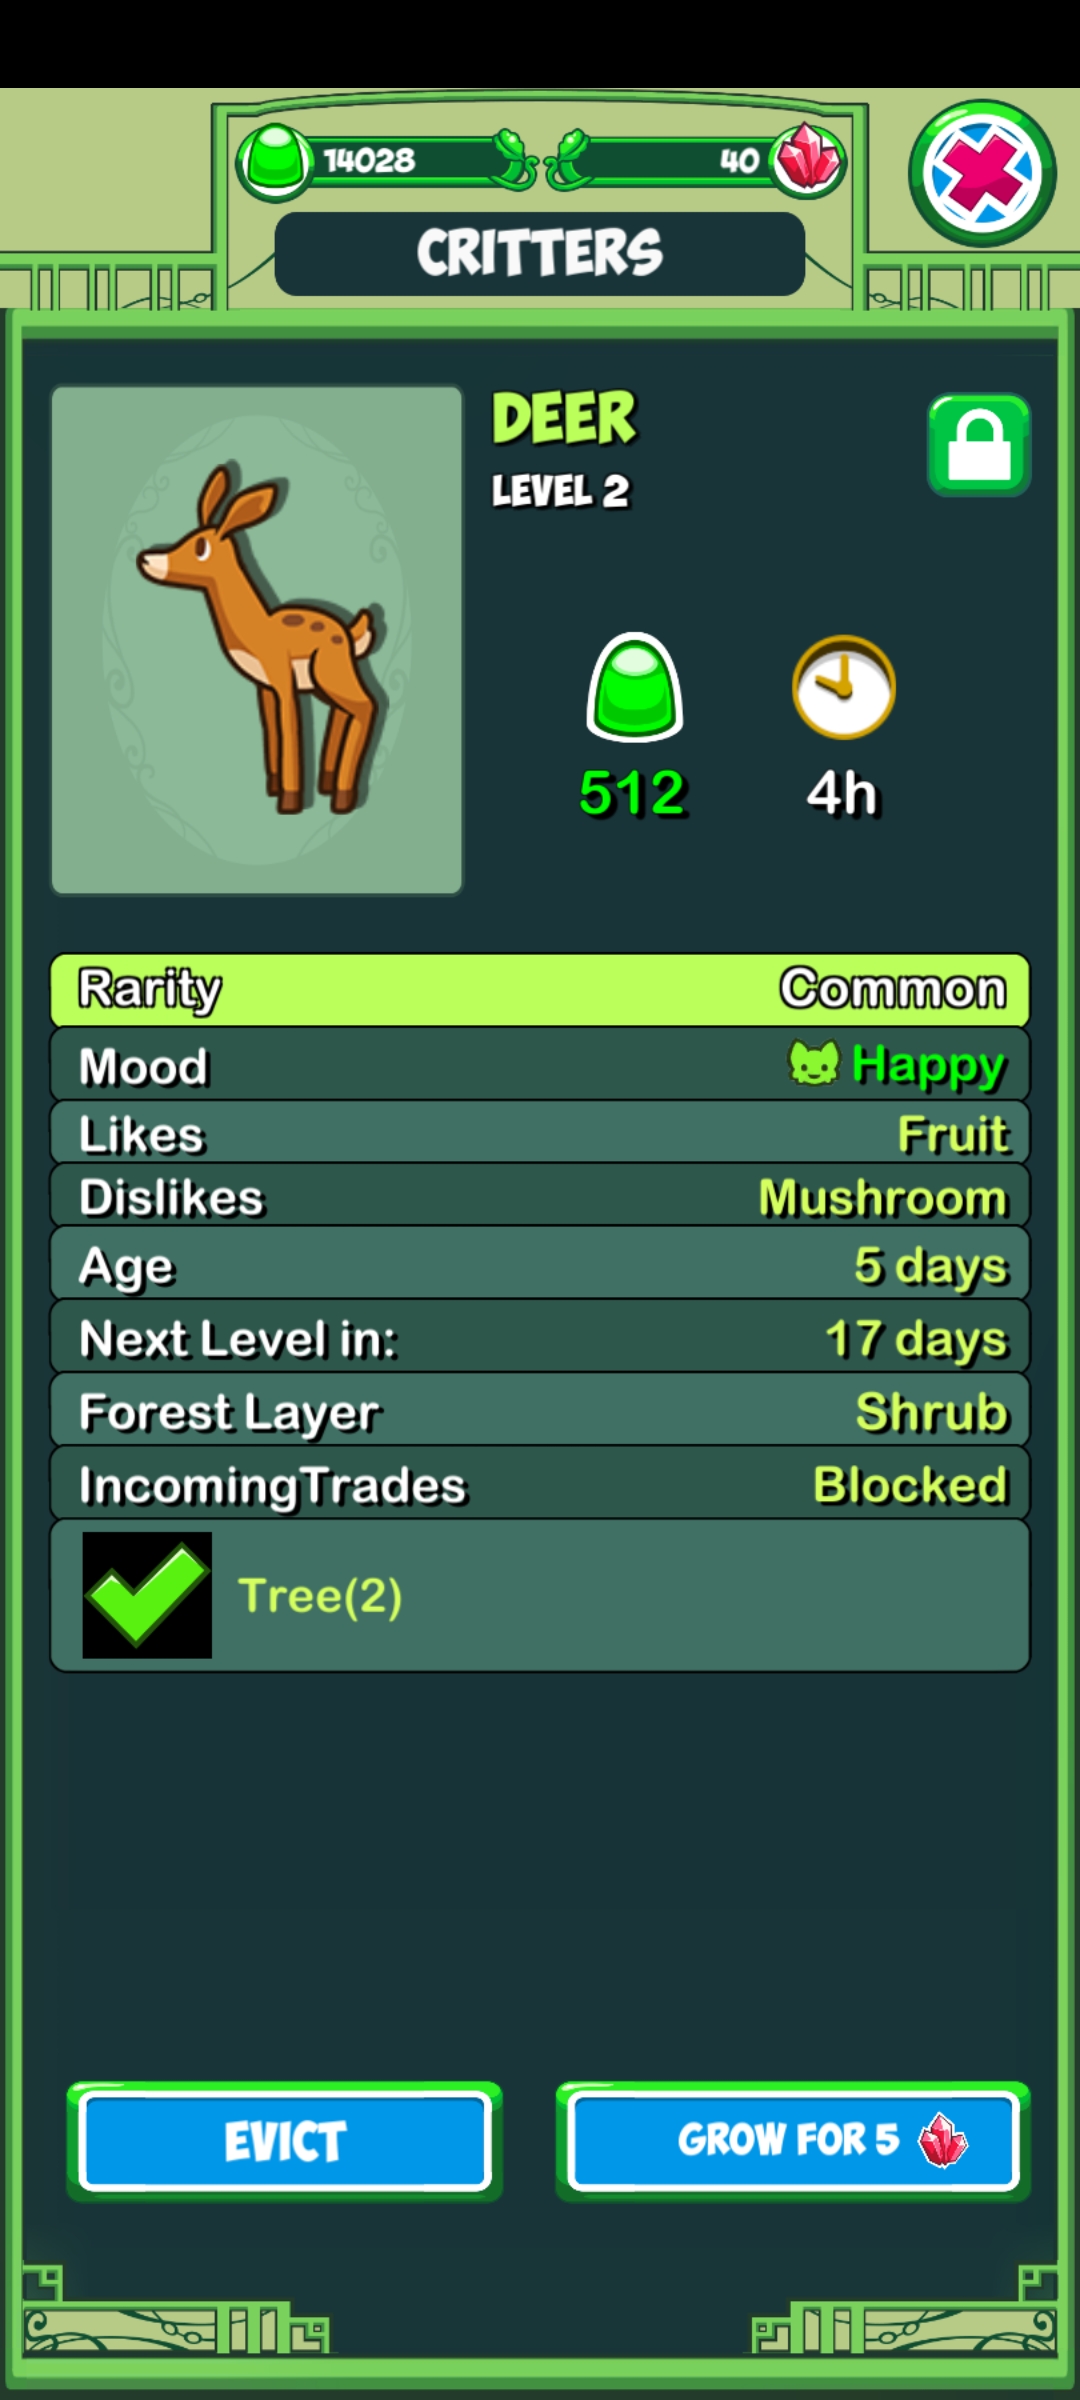 14028
40
CRITTERS
DEER
LEVEL 2
512
4h
Rarity Common
Mood Happy
Likes Fruit
Dislikes Mushroom
Age 5 days
Next Level in: 17 days
Forest Layer Shrub
IncomingTrades Blocked
Tree(2)
EVICT
GROW FOR 5